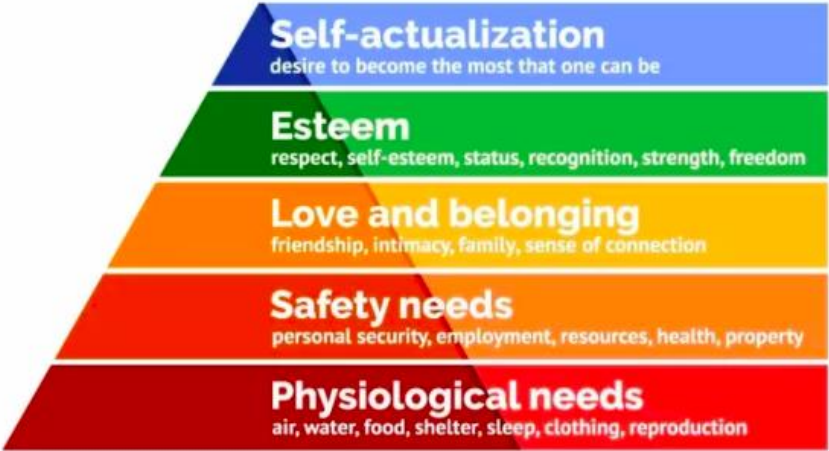 Self-actualization
desire to become the most that one can be
Esteem
respect, self-esteem, status, recognition, strength, freedom
Love and belonging
friendship, intimacy, family, sense of connection
Safety needs
personal security, employment, resources, health, property
Physiological needs
air, water, food, shelter, sleep, clothing, reproduction